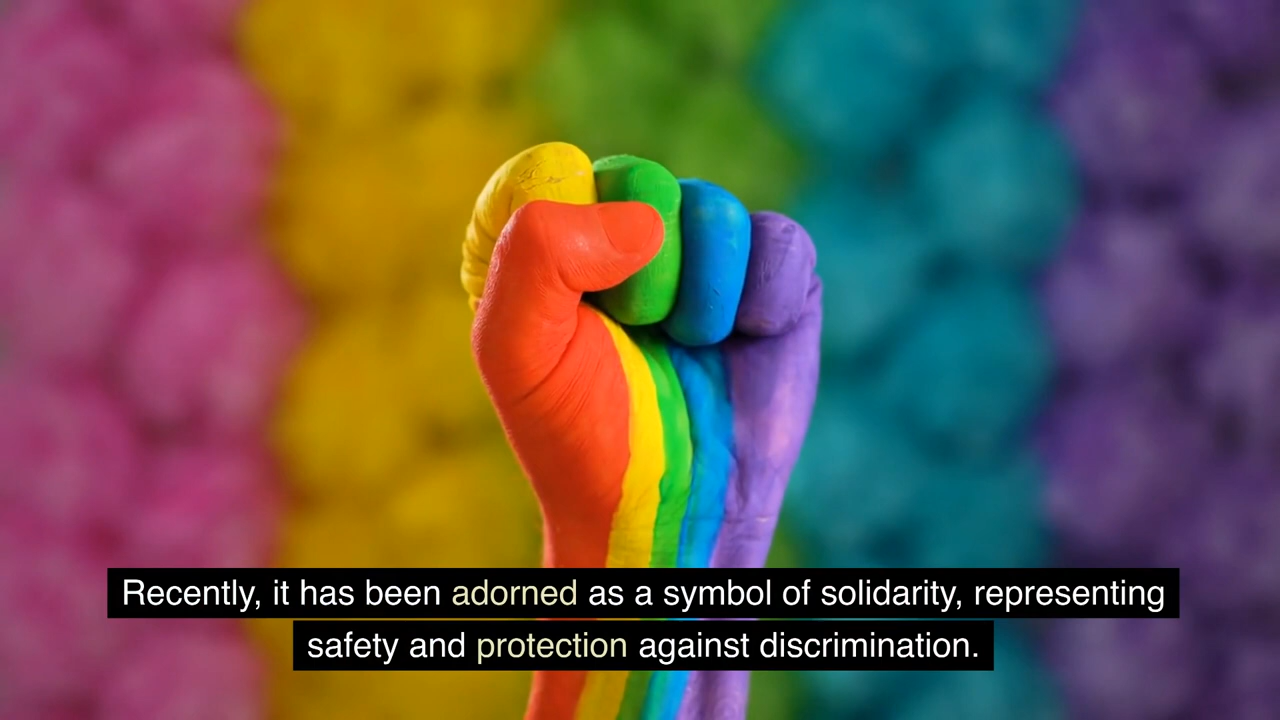 Recently, it has been adorned as a symbol of solidarity, representing
safety and protection against discrimination.